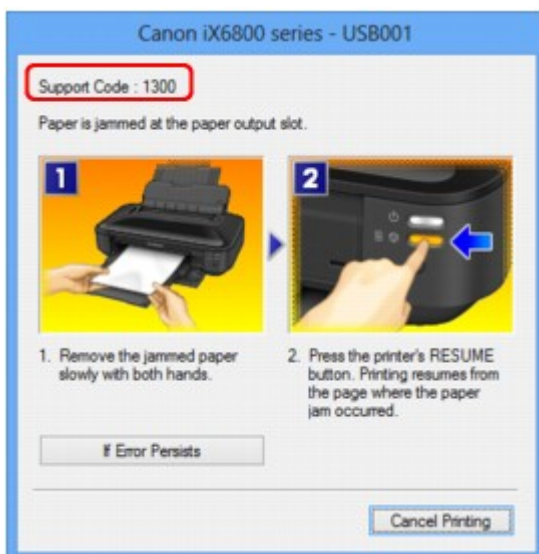 Canon iX6800 series - USB001
Support Code : 1300
Paper is jammed at the paper output slot.
1
2
1. Remove the jammed paper
slowly with both hands.
2. Press the printer's RESUME
button. Printing resumes from
the page where the paper
jam occurred.
If Error Persists
Cancel Printing